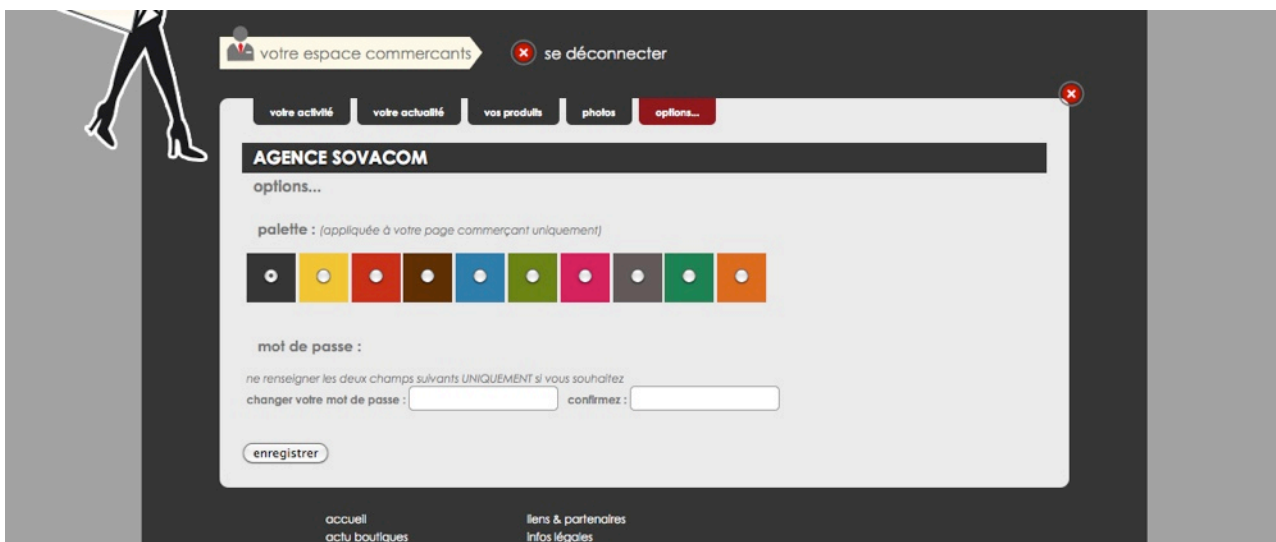 votre espace commercants
se déconnecter
votre activité votre actualité vos produits photos options...
AGENCE SOVACOM
options...
palette : (appliquée à votre page commerçant uniquement)
mot de passe :
ne renseigner les deux champs suivants UNIQUEMENT si vous souhaitez
changer votre mot de passe : confirmez :
enregistrer
accueil liens & partenaires
actu boutiques infos légales